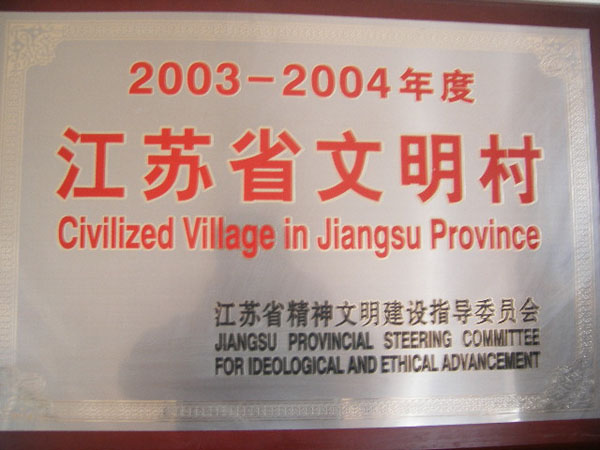 2003-2004年度
江苏省文明村
Civilized Village in Jiangsu Province
江苏省精神文明建设指导委员会
JIANGSU PROVINCIAL STEERING COMMITTEE
FOR IDEOLOGICAL AND ETHICAL ADVANCEMENT